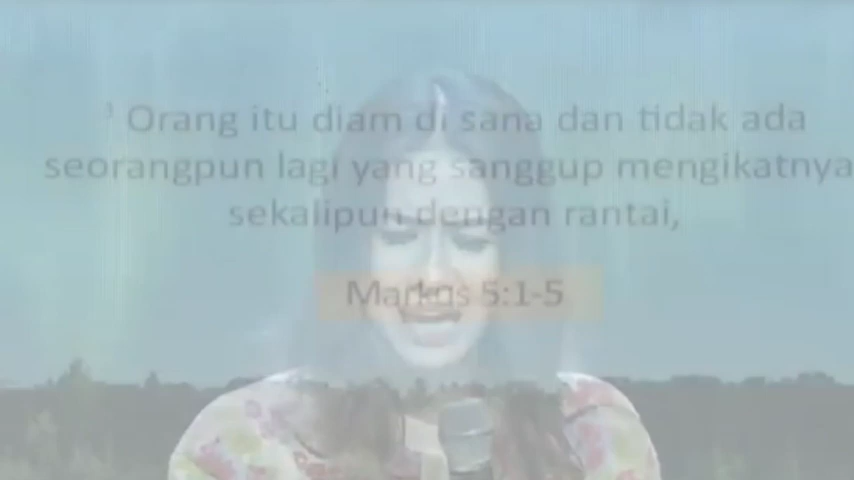 ³ Orang itu diam di sana dan tidak ada
seorangpun lagi yang sanggup mengikatnya
sekalipun dengan rantai,
Markus 5:1-5